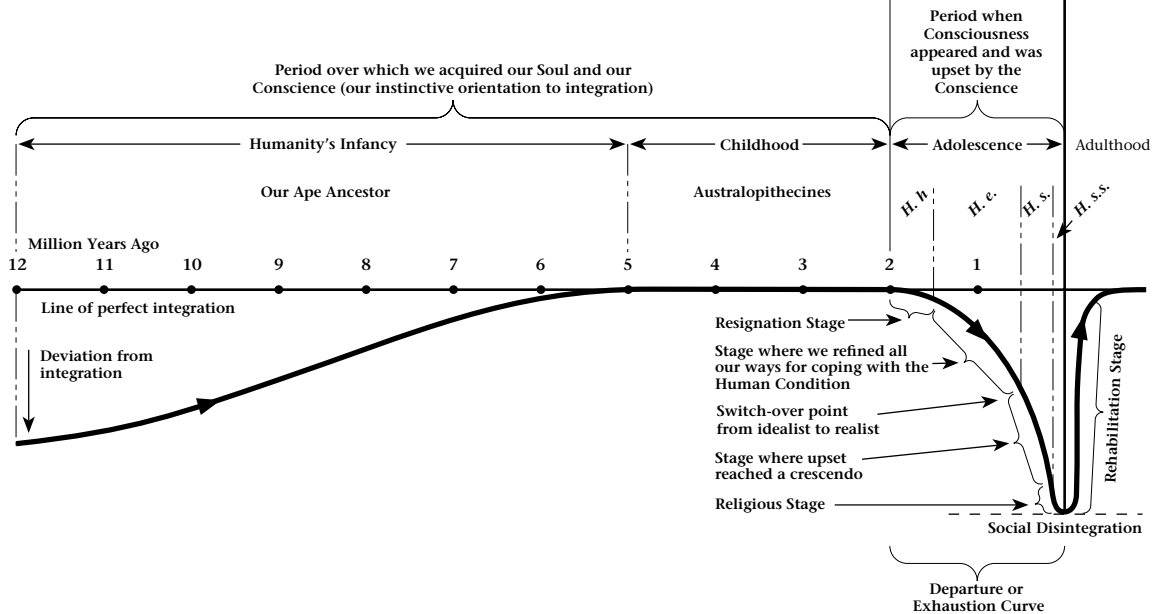 Period when
Consciousness
appeared and was
upset by the
Conscience
Period over which we acquired our Soul and our
Conscience (our instinctive orientation to integration)
Humanity’s Infancy
Childhood
Adolescence
Adulthood
Our Ape Ancestor
Australopithecines
H. h
H. e.
H. s.
H. s.s.
Million Years Ago
12 11 10 9 8 7 6 5 4 3 2 1
Line of perfect integration
Deviation from
integration
Resignation Stage
Stage where we refined all
our ways for coping with the
Human Condition
Switch-over point
from idealist to realist
Stage where upset
reached a crescendo
Religious Stage
Rehabilitation Stage
Social Disintegration
Departure or
Exhaustion Curve